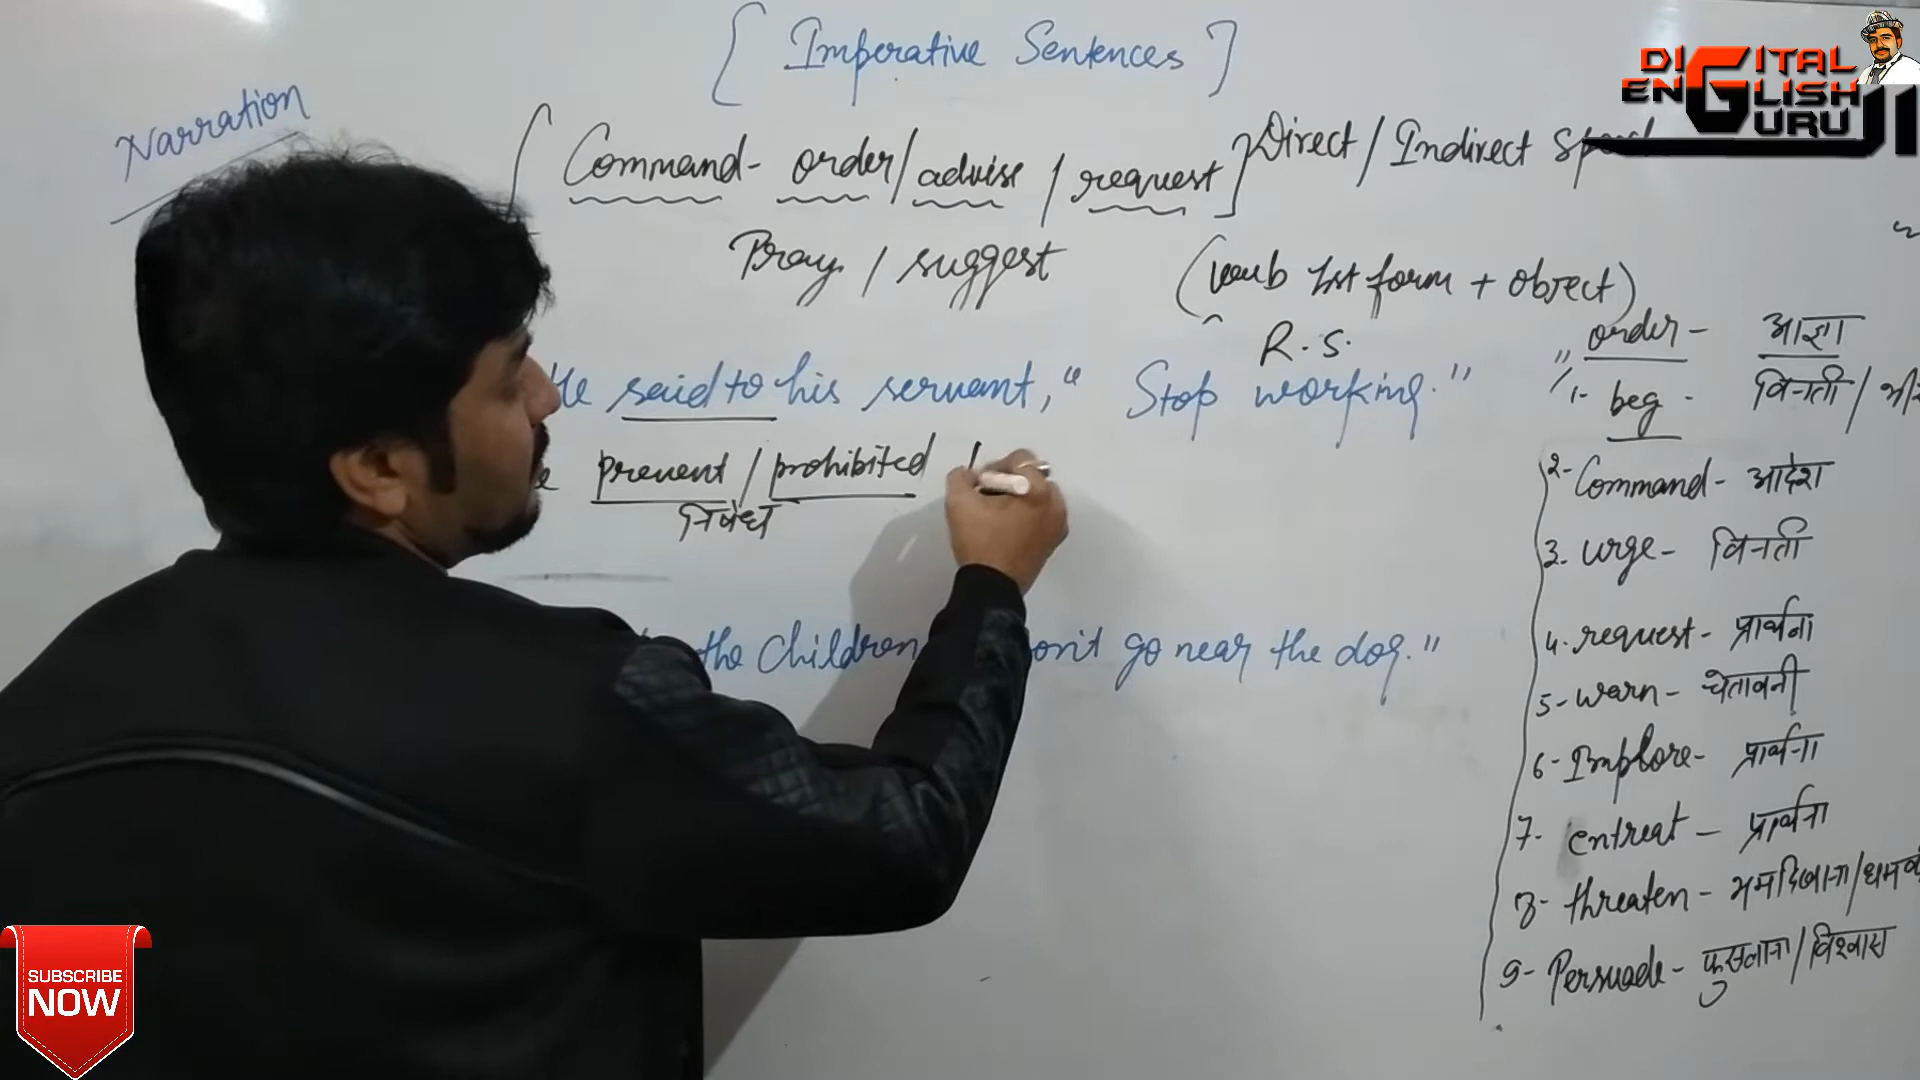 [ Imperative Sentences ]
Narration
[ Command - order / advise / request ] Direct / Indirect
Pray / suggest
(verb Ist form + object)
R.S.
He said to his servant, " Stop working. "
prevent / prohibited /
निषेध
the children on't go near the dog. "
order - आज्ञा
1- beg - विनती /
2- Command - आदेश
3. urge - विनती
4. request - प्रार्थना
5- warn - चेतावनी
6- Implore - प्रार्थना
7- entreat - प्रार्थना
8- threaten -
9- Persuade - फुसलाना / विश्वास
DIGITAL
ENGLISH
GURUJI
SUBSCRIBE
NOW